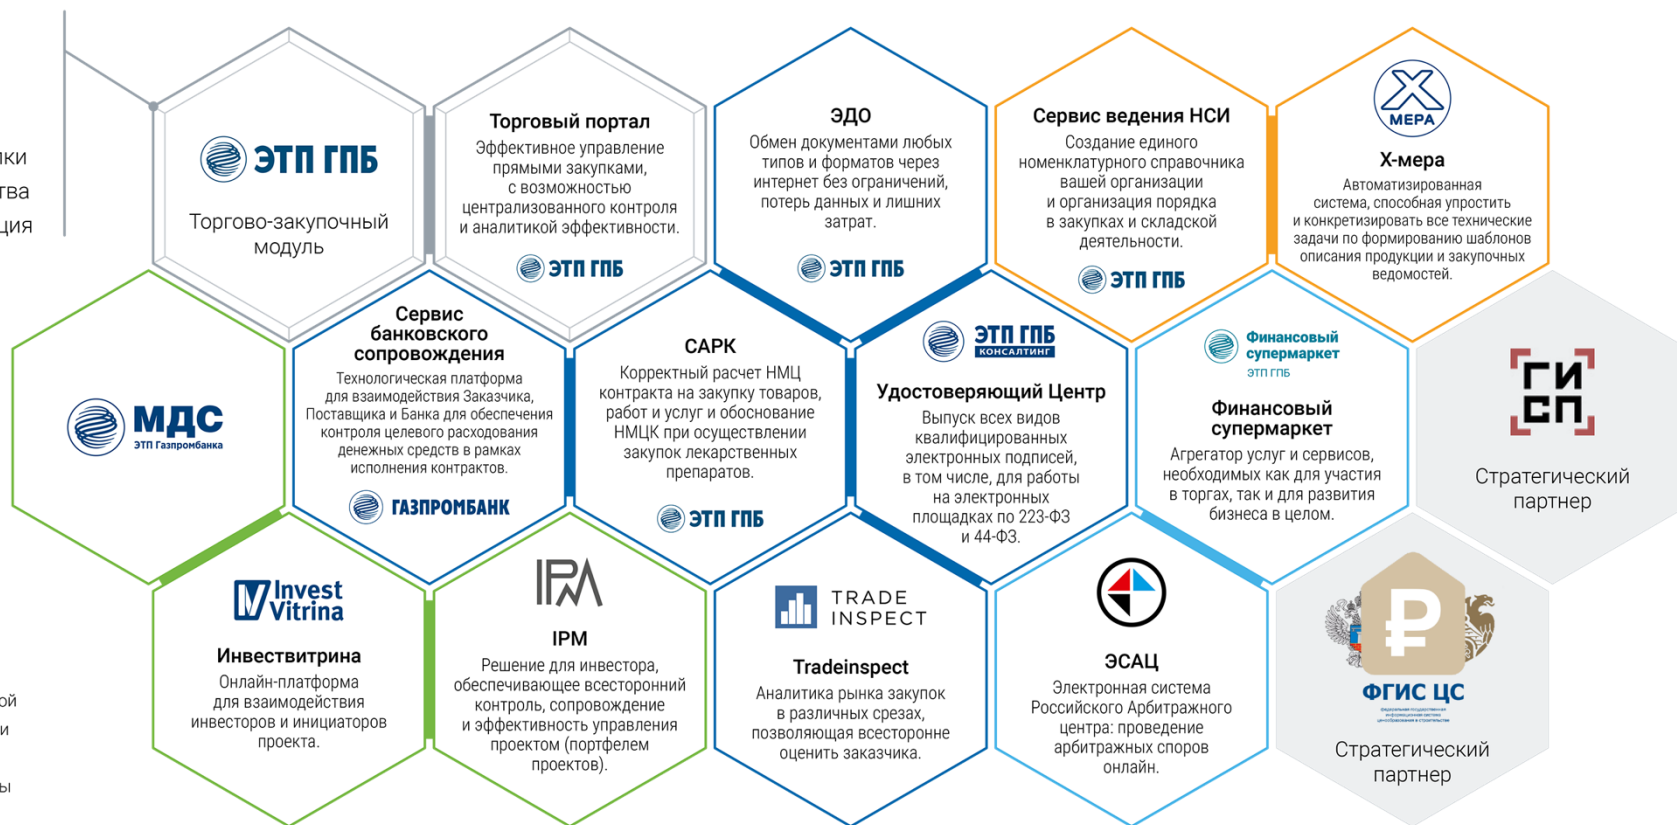 ЭТП ГПБ
Торгово-закупочный
модуль
Торговый портал
Эффективное управление
прямыми закупками,
с возможностью
централизованного контроля
и аналитикой эффективности.
ЭТП ГПБ
ЭДО
Обмен документами любых
типов и форматов через
интернет без ограничений,
потерь данных и лишних
затрат.
ЭТП ГПБ
Сервис ведения НСИ
Создание единого
номенклатурного справочника
вашей организации
и организация порядка
в закупках и складской
деятельности.
ЭТП ГПБ
X
МЕРА
Х-мера
Автоматизированная
система, способная упростить
и конкретизировать все технические
задачи по формированию шаблонов
описания продукции и закупочных
ведомостей.
МДС
ЭТП Газпромбанка
Сервис
банковского
сопровождения
Технологическая платформа
для взаимодействия Заказчика,
Поставщика и Банка для обеспечения
контроля целевого расходования
денежных средств в рамках
исполнения контрактов.
ГАЗПРОМБАНК
САРК
Корректный расчет НМЦ
контракта на закупку товаров,
работ и услуг и обоснование
НМЦК при осуществлении
закупок лекарственных
препаратов.
ЭТП ГПБ
ЭТП ГПБ
КОНСАЛТИНГ
Удостоверяющий Центр
Выпуск всех видов
квалифицированных
электронных подписей,
в том числе, для работы
на электронных
площадках по 223-ФЗ
и 44-ФЗ.
Финансовый
супермаркет
ЭТП ГПБ
Финансовый
супермаркет
Агрегатор услуг и сервисов,
необходимых как для участия
в торгах, так и для развития
бизнеса в целом.
ГИ
СП
Стратегический
партнер
Invest
Vitrina
Инвествитрина
Онлайн-платформа
для взаимодействия
инвесторов и инициаторов
проекта.
IPM
IPM
Решение для инвестора,
обеспечивающее всесторонний
контроль, сопровождение
и эффективность управления
проектом (портфелем
проектов).
TRADE
INSPECT
Tradeinspect
Аналитика рынка закупок
в различных срезах,
позволяющая всесторонне
оценить заказчика.
ЭСАЦ
Электронная система
Российского Арбитражного
центра: проведение
арбитражных споров
онлайн.
₽
ФГИС ЦС
федеральная государственная
информационная система
ценообразования в строительстве
Стратегический
партнер